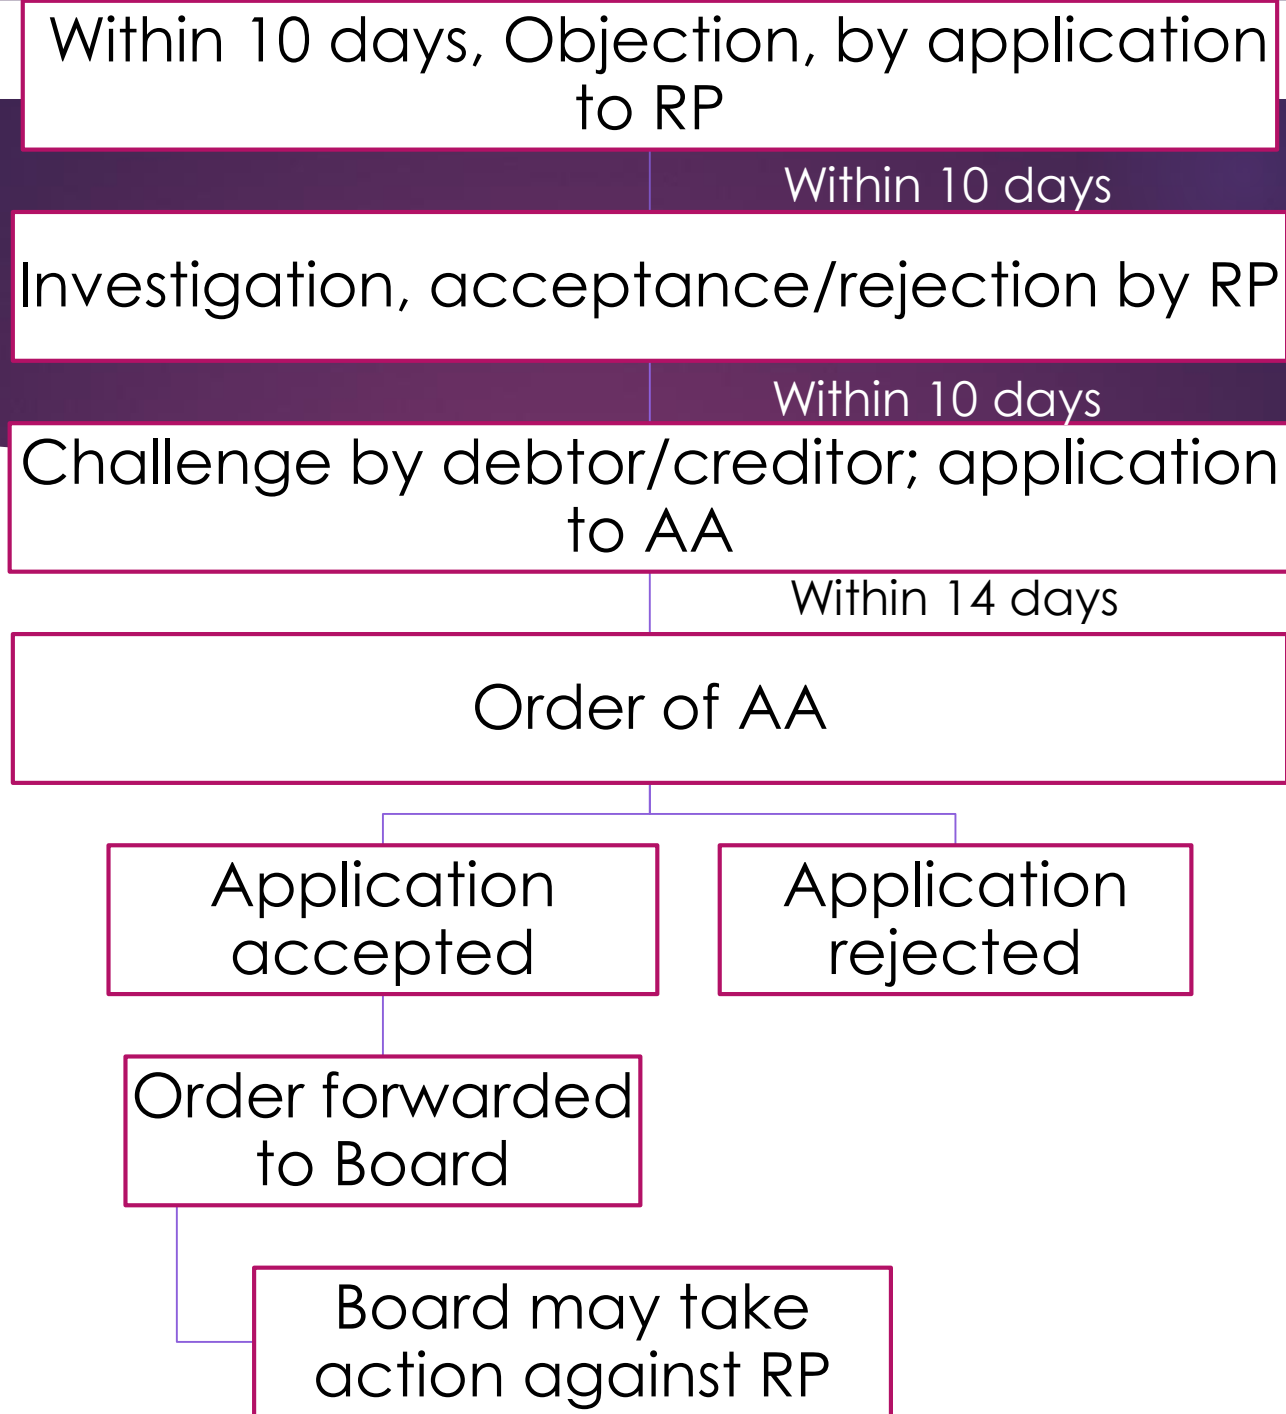 Within 10 days, Objection, by application
to RP
Within 10 days
Investigation, acceptance/rejection by RP
Within 10 days
Challenge by debtor/creditor; application
to AA
Within 14 days
Order of AA
Application
accepted
Application
rejected
Order forwarded
to Board
Board may take
action against RP